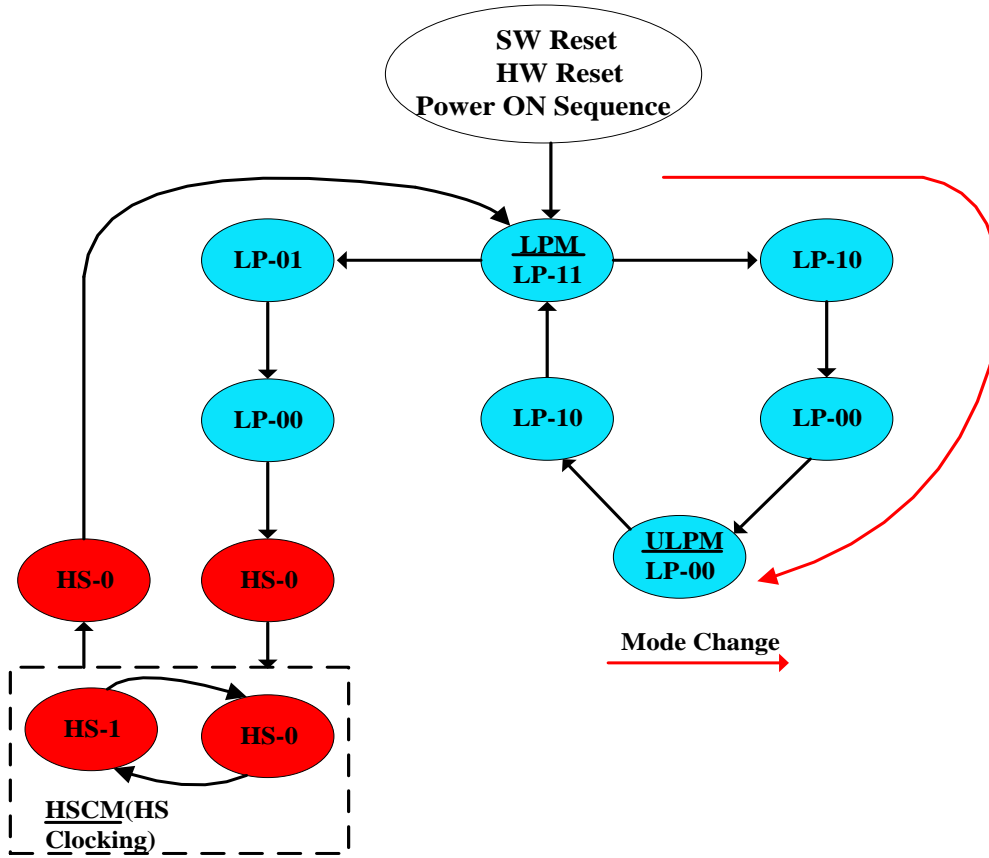 SW Reset
HW Reset
Power ON Sequence
LP-01
LPM
LP-11
LP-10
LP-00
LP-10
LP-00
HS-0
HS-0
ULPM
LP-00
Mode Change
HS-1
HS-0
HSCM(HS
Clocking)